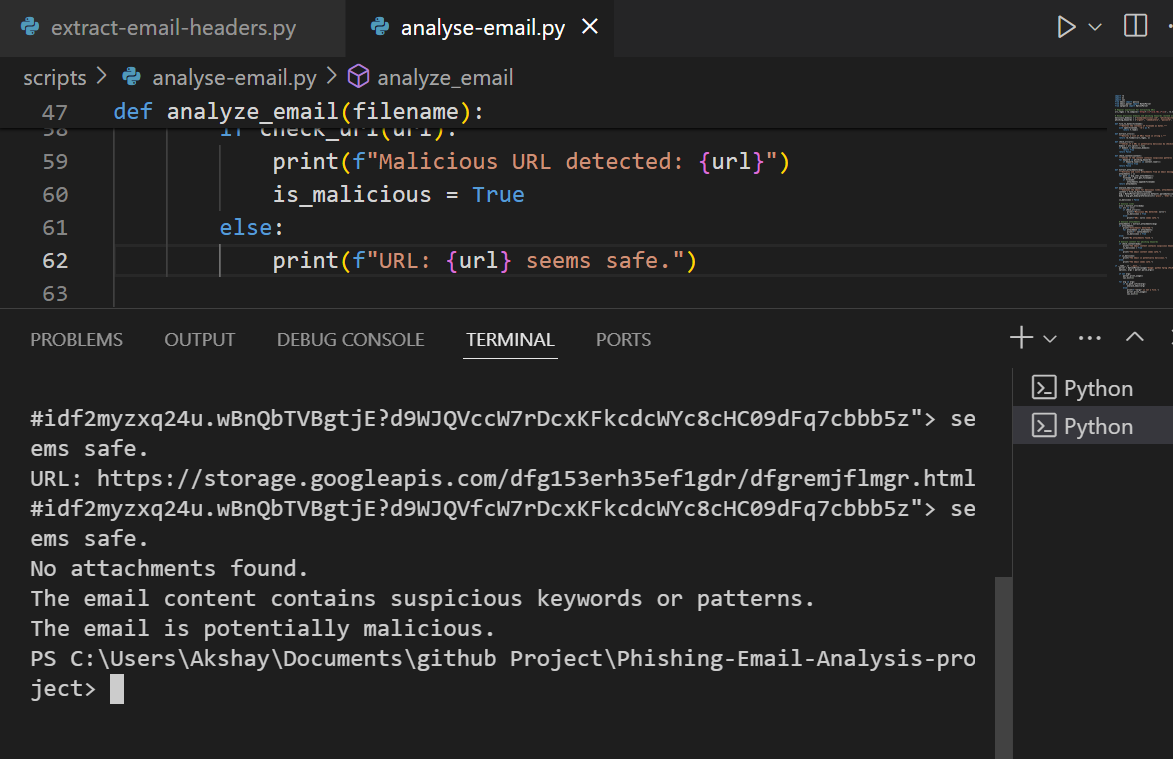 extract-email-headers.py
analyse-email.py
scripts > analyse-email.py > analyze_email
47 def analyze_email(filename):
58 if check_url(url):
59 print(f"Malicious URL detected: {url}")
60 is_malicious = True
61 else:
62 print(f"URL: {url} seems safe.")
63
PROBLEMS OUTPUT DEBUG CONSOLE TERMINAL PORTS
#idf2myzxq24u.wBnQbTVBgtjE?d9WJQVccW7rDcxKFkcdcWYc8cHC09dFq7cbbb5z"> se
ems safe.
URL: https://storage.googleapis.com/dfg153erh35ef1gdr/dfgremjflmgr.html
#idf2myzxq24u.wBnQbTVBgtjE?d9WJQVfcW7rDcxKFkcdcWYc8cHC09dFq7cbbb5z"> se
ems safe.
No attachments found.
The email content contains suspicious keywords or patterns.
The email is potentially malicious.
PS C:\Users\Akshay\Documents\github Project\Phishing-Email-Analysis-pro
ject>
Python
Python